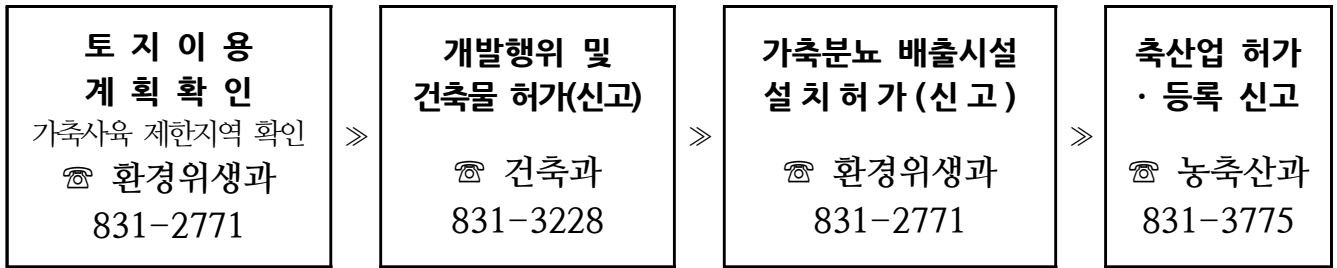 토 지 이 용
계 획 확 인
가축사육 제한지역 확인
☏ 환경위생과
831-2771
≫
개발행위 및
건축물 허가(신고)
☏ 건축과
831-3228
≫
가축분뇨 배출시설
설 치 허 가 ( 신 고 )
☏ 환경위생과
831-2771
≫
축산업 허가
· 등록 신고
☏ 농축산과
831-3775